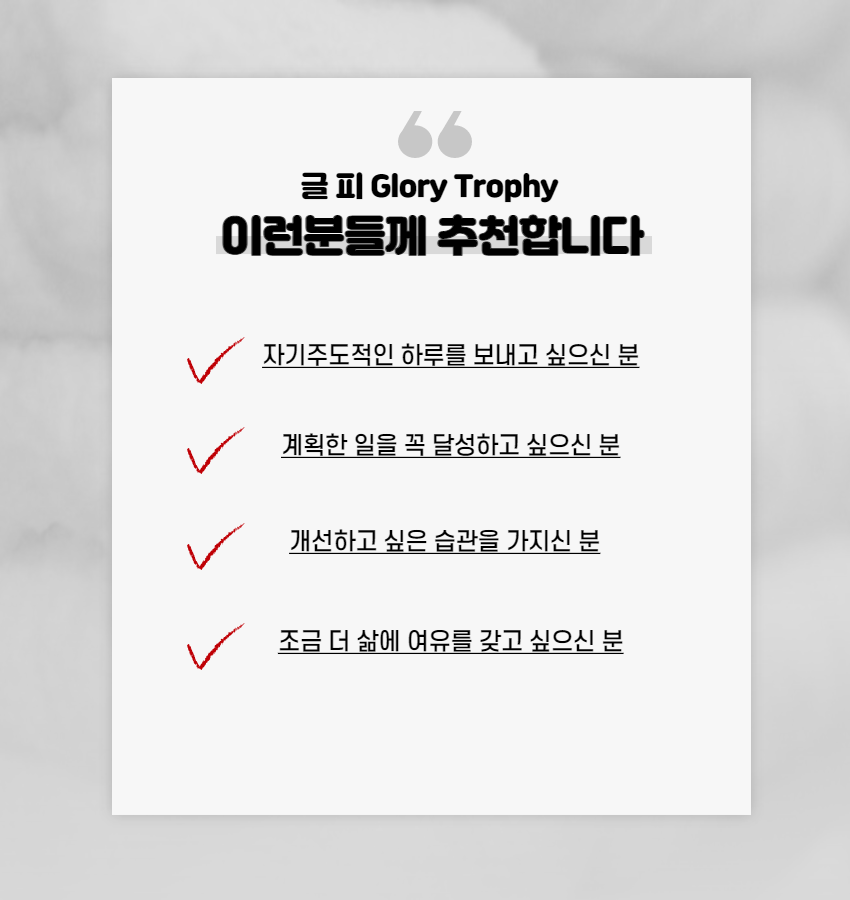 글 피 Glory Trophy
이런분들께 추천합니다
자기주도적인 하루를 보내고 싶으신 분
계획한 일을 꼭 달성하고 싶으신 분
개선하고 싶은 습관을 가지신 분
조금 더 삶에 여유를 갖고 싶으신 분